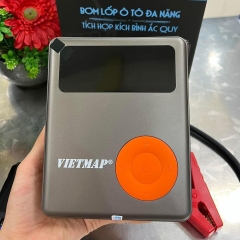 BƠM LỐP Ô TÔ ĐA NĂNG
TÍCH HỢP KÍCH BÌNH ẮC QUY
VIETMAP®